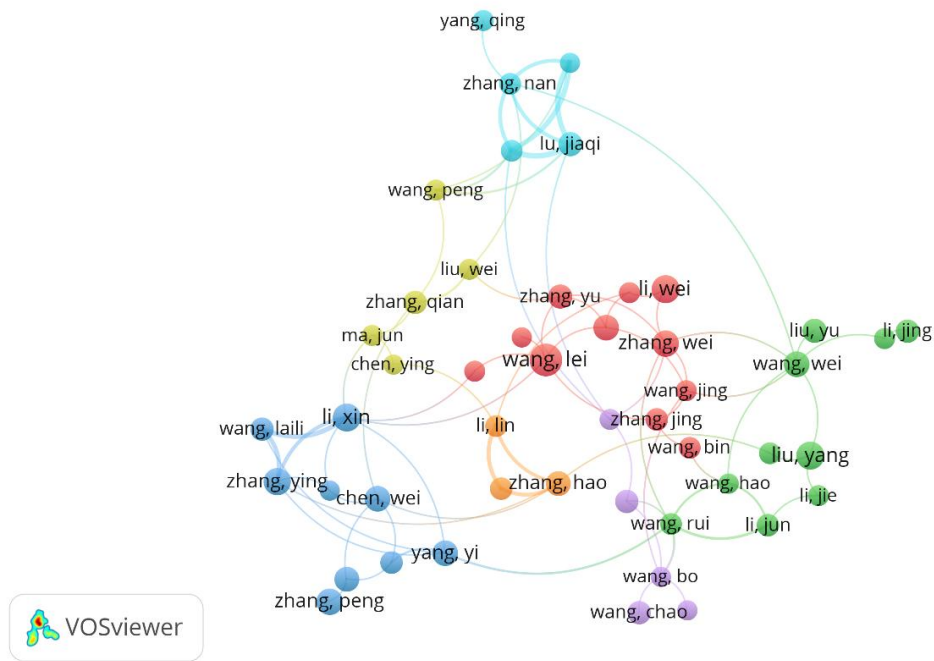 yang, qing
zhang, nan
lu, jiaqi
wang, peng
liu, wei
zhang, yu
li, wei
zhang, qian
liu, yu
li, jing
ma, jun
zhang, wei
wang, lei
chen, ying
wang, wei
wang, jing
li, xin
zhang, jing
wang, laili
li, lin
wang, bin
liu, yang
zhang, ying
zhang, hao
wang, hao
chen, wei
li, jie
wang, rui
li, jun
yang, yi
wang, bo
zhang, peng
wang, chao
VOSviewer